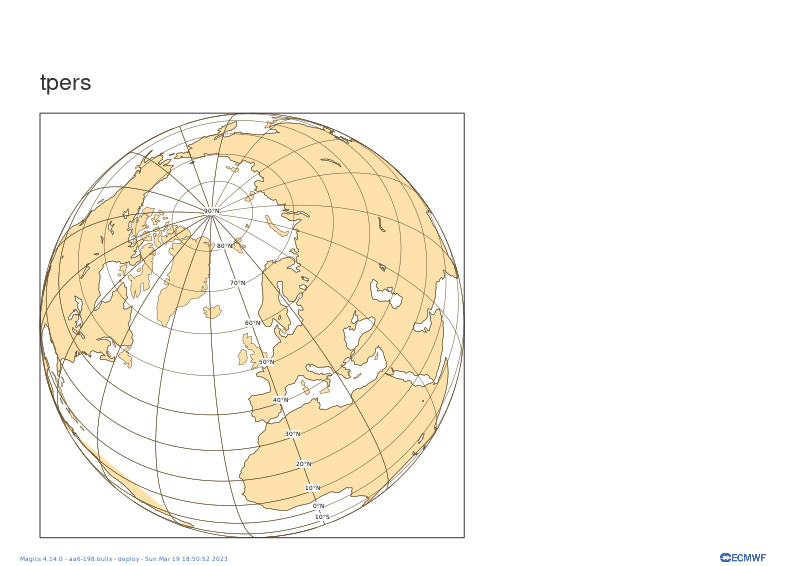 tpers
90°N
80°N
70°N
60°N
50°N
40°N
30°N
20°N
10°N
0°N
10°S
Magics 4.14.0 - aa6-198.bullx - deploy - Sun Mar 19 18:50:52 2023
ECMWF